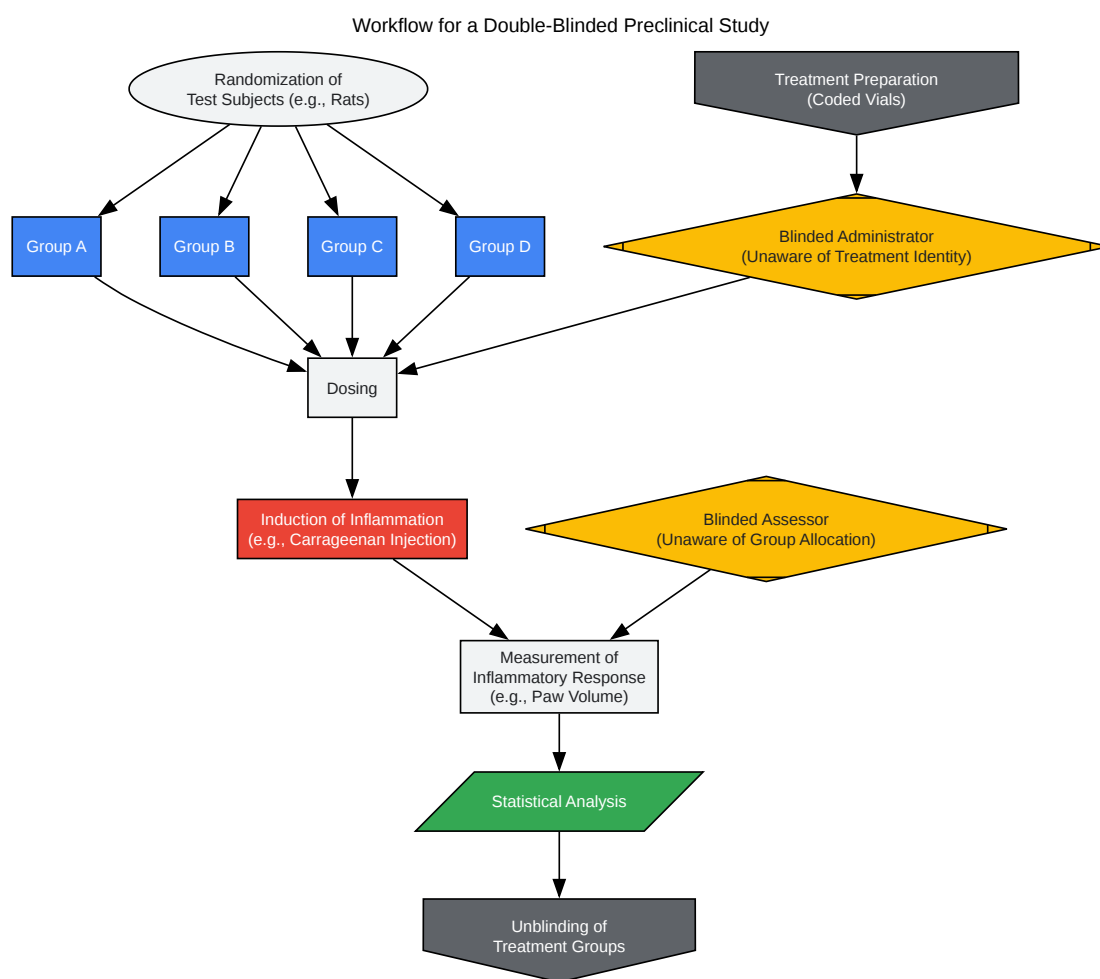 Workflow for a Double-Blinded Preclinical Study
Randomization of
Test Subjects (e.g., Rats)
Treatment Preparation
(Coded Vials)
Group A
Group B
Group C
Group D
Blinded Administrator
(Unaware of Treatment Identity)
Dosing
Induction of Inflammation
(e.g., Carrageenan Injection)
Blinded Assessor
(Unaware of Group Allocation)
Measurement of
Inflammatory Response
(e.g., Paw Volume)
Statistical Analysis
Unblinding of
Treatment Groups